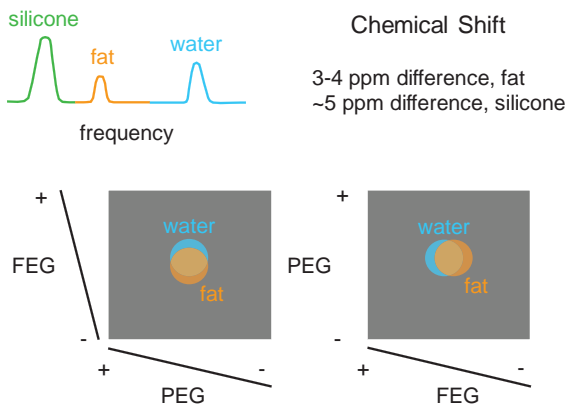 silicone
fat
water
frequency
Chemical Shift
3-4 ppm difference, fat
~5 ppm difference, silicone
+
FEG
-
water
fat
+
-
PEG
+
PEG
-
water
fat
+
-
FEG